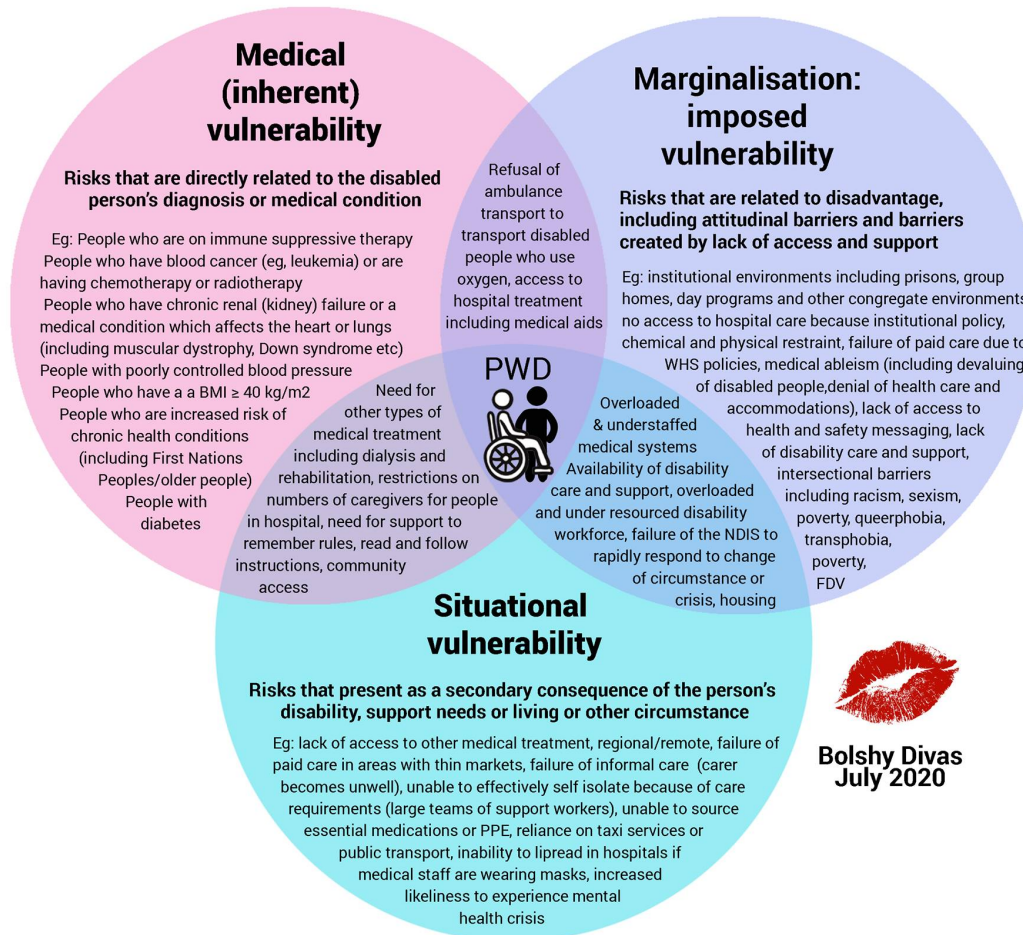 Medical
(inherent)
vulnerability
Risks that are directly related to the disabled
person's diagnosis or medical condition
Eg: People who are on immune suppressive therapy
People who have blood cancer (eg, leukemia) or are
having chemotherapy or radiotherapy
People who have chronic renal (kidney) failure or a
medical condition which affects the heart or lungs
(including muscular dystrophy, Down syndrome etc)
People with poorly controlled blood pressure
People who have a a BMI ≥ 40 kg/m2
People who are increased risk of
chronic health conditions
(including First Nations
Peoples/older people)
People with
diabetes
Refusal of
ambulance
transport to
transport disabled
people who use
oxygen, access to
hospital treatment
including medical aids
Marginalisation:
imposed
vulnerability
Risks that are related to disadvantage,
including attitudinal barriers and barriers
created by lack of access and support
Eg: institutional environments including prisons, group
homes, day programs and other congregate environments
no access to hospital care because institutional policy,
chemical and physical restraint, failure of paid care due to
WHS policies, medical ableism (including devaluing
of disabled people,denial of health care and
accommodations), lack of access to
health and safety messaging, lack
of disability care and support,
intersectional barriers
including racism, sexism,
poverty, queerphobia,
transphobia,
poverty,
FDV
PWD
Need for
other types of
medical treatment
including dialysis and
rehabilitation, restrictions on
numbers of caregivers for people
in hospital, need for support to
remember rules, read and follow
instructions, community
access
Overloaded
& understaffed
medical systems
Availability of disability
care and support, overloaded
and under resourced disability
workforce, failure of the NDIS to
rapidly respond to change
of circumstance or
crisis, housing
Situational
vulnerability
Risks that present as a secondary consequence of the person's
disability, support needs or living or other circumstance
Eg: lack of access to other medical treatment, regional/remote, failure of
paid care in areas with thin markets, failure of informal care (carer
becomes unwell), unable to effectively self isolate because of care
requirements (large teams of support workers), unable to source
essential medications or PPE, reliance on taxi services or
public transport, inability to lipread in hospitals if
medical staff are wearing masks, increased
likeliness to experience mental
health crisis
Bolshy Divas
July 2020